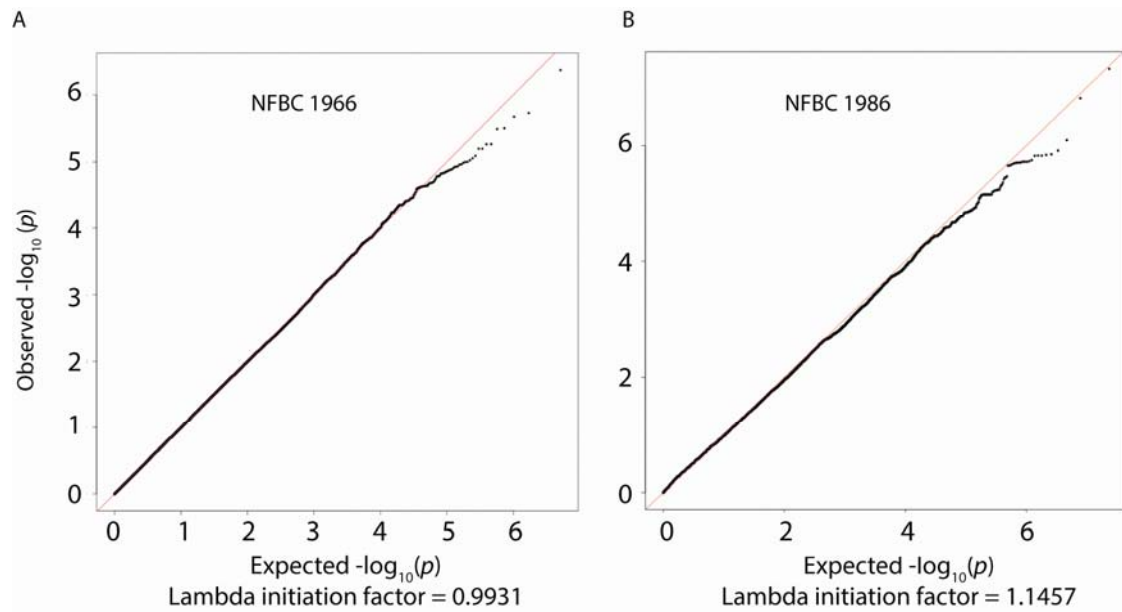 A
B
NFBC 1966
NFBC 1986
Observed -log10(p)
6
5
4
3
2
1
0
0 1 2 3 4 5 6
Expected -log10(p)
Lambda initiation factor = 0.9931
6
4
2
0
0 2 4 6
Expected -log10(p)
Lambda initiation factor = 1.1457